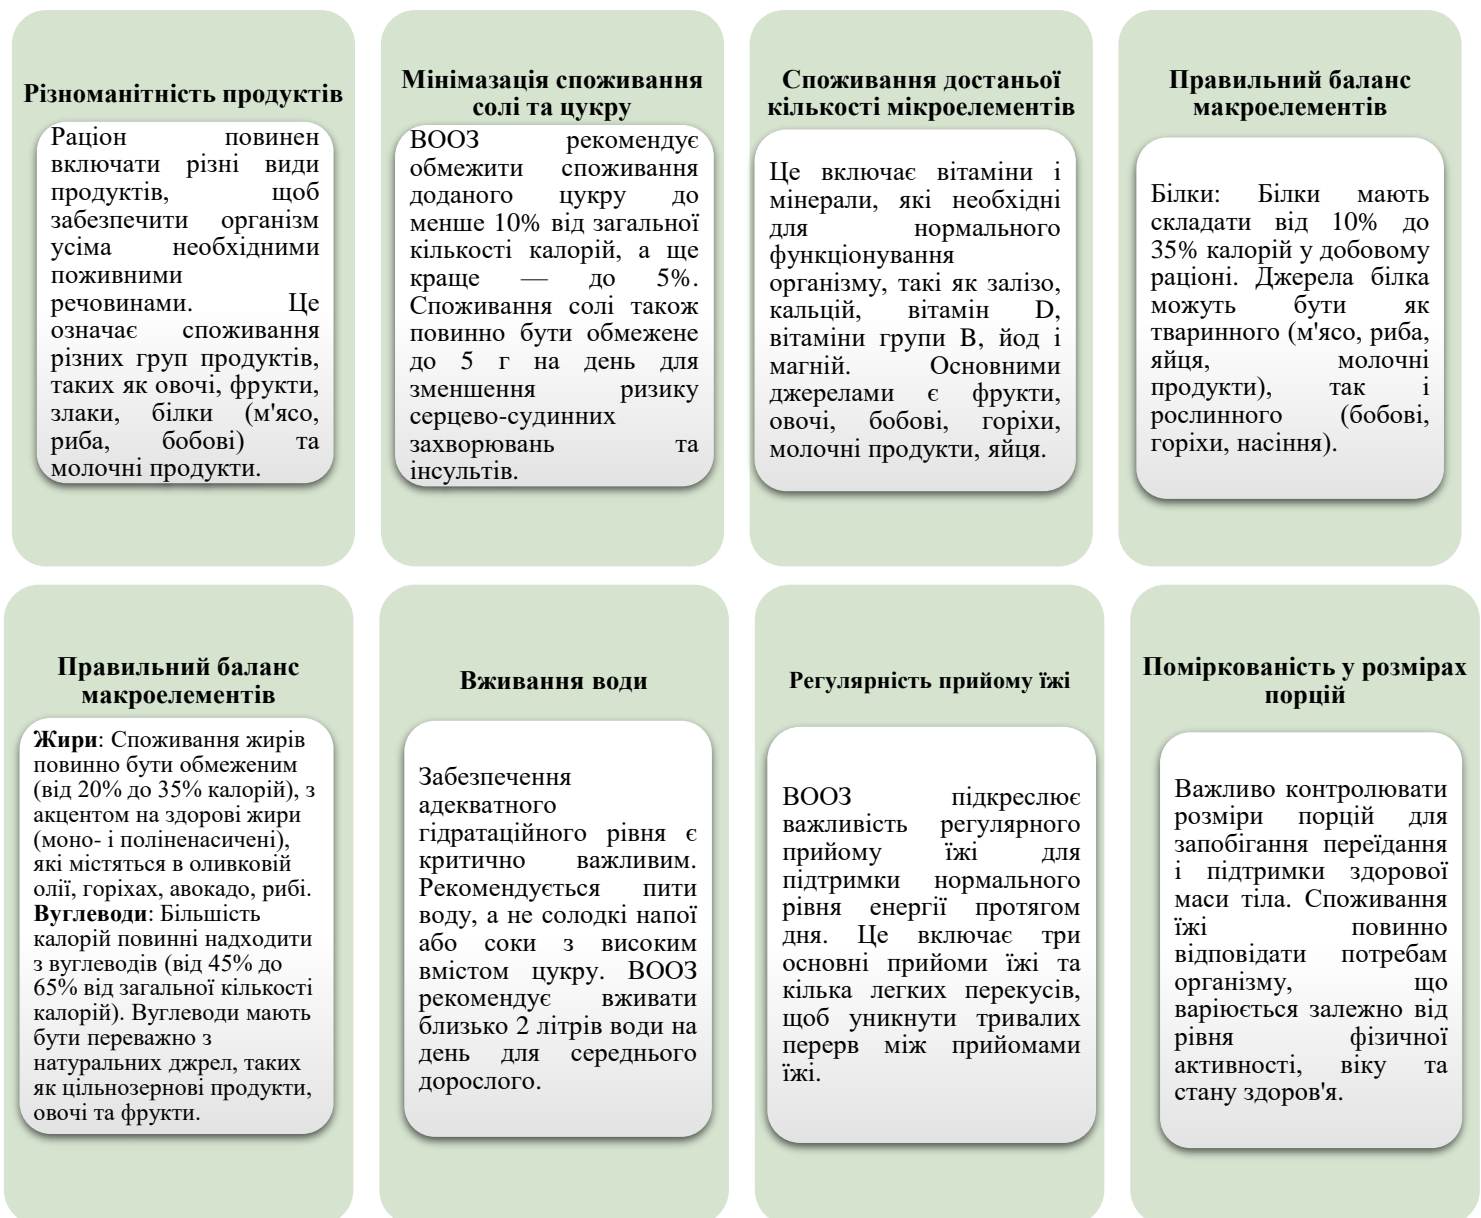 Різноманітність продуктів
Раціон повинен
включати різні види
продуктів, щоб
забезпечити організм
усіма необхідними
поживними
речовинами. Це
означає споживання
різних груп продуктів,
таких як овочі, фрукти,
злаки, білки (м'ясо,
риба, бобові) та
молочні продукти.
Мінімазація споживання
солі та цукру
ВООЗ рекомендує
обмежити споживання
доданого цукру до
менше 10% від загальної
кількості калорій, а ще
краще — до 5%.
Споживання солі також
повинно бути обмежене
до 5 г на день для
зменшення ризику
серцево-судинних
захворювань та
інсультів.
Споживання достаньої
кількості мікроелементів
Це включає вітаміни і
мінерали, які необхідні
для нормального
функціонування
організму, такі як залізо,
кальцій, вітамін D,
вітаміни групи B, йод і
магній. Основними
джерелами є фрукти,
овочі, бобові, горіхи,
молочні продукти, яйця.
Правильний баланс
макроелементів
Білки: Білки мають
складати від 10% до
35% калорій у добовому
раціоні. Джерела білка
можуть бути як
тваринного (м'ясо, риба,
яйця, молочні
продукти), так і
рослинного (бобові,
горіхи, насіння).
Правильний баланс
макроелементів
Жири: Споживання жирів
повинно бути обмеженим
(від 20% до 35% калорій), з
акцентом на здорові жири
(моно- і поліненасичені),
які містяться в оливковій
олії, горіхах, авокадо, рибі.
Вуглеводи: Більшість
калорій повинні надходити
з вуглеводів (від 45% до
65% від загальної кількості
калорій). Вуглеводи мають
бути переважно з
натуральних джрел, таких
як цільнозернові продукти,
овочі та фрукти.
Вживання води
Забезпечення
адекватного
гідратаційного рівня є
критично важливим.
Рекомендується пити
воду, а не солодкі напої
або соки з високим
вмістом цукру. ВООЗ
рекомендує вживати
близько 2 літрів води на
день для середнього
дорослого.
Регулярність прийому їжі
ВООЗ підкреслює
важливість регулярного
прийому їжі для
підтримки нормального
рівня енергії протягом
дня. Це включає три
основні прийоми їжі та
кілька легких перекусів,
щоб уникнути тривалих
перерв між прийомами
їжі.
Поміркованість у розмірах
порцій
Важливо контролювати
розміри порцій для
запобігання переїдання
і підтримки здорової
маси тіла. Споживання
їжі повинно
відповідати потребам
організму, що
варіюється залежно від
рівня фізичної
активності, віку та
стану здоров'я.